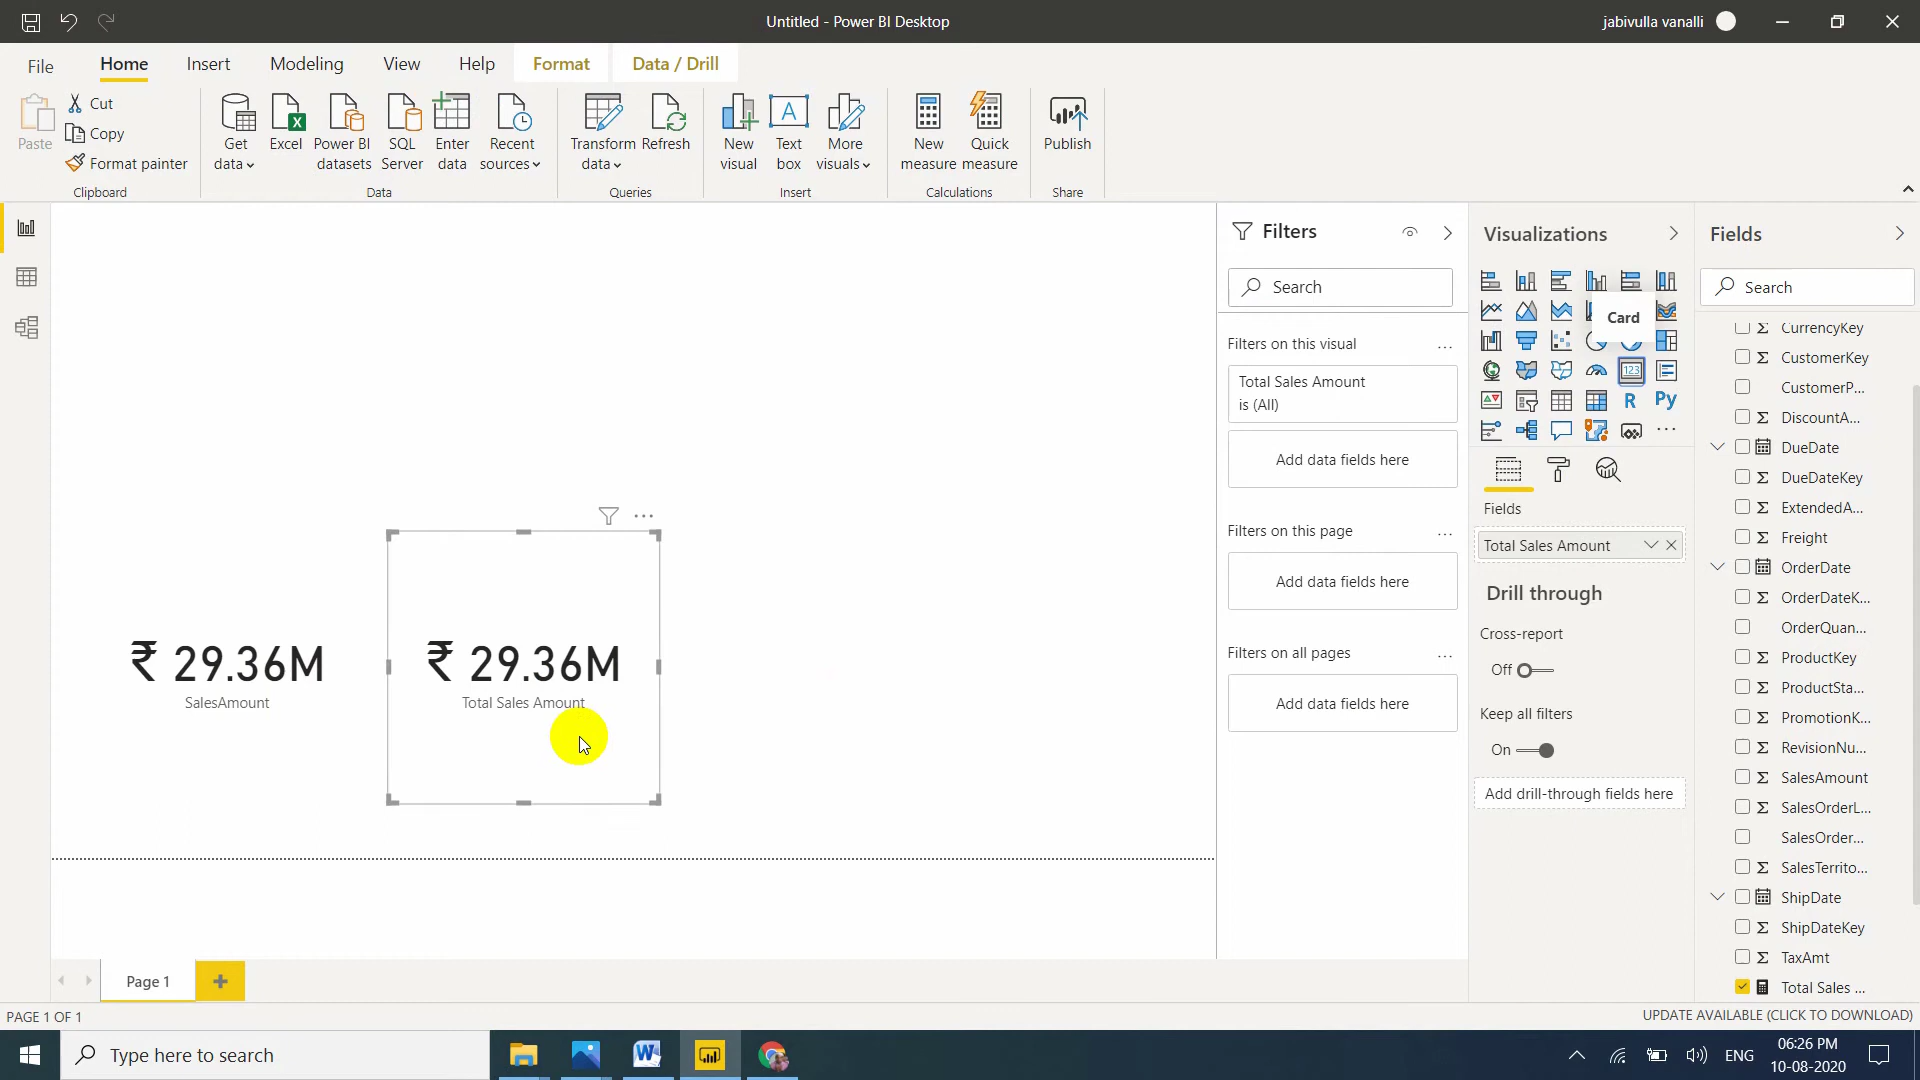 Untitled - Power BI Desktop
jabivulla vanalli
File
Home
Insert
Modeling
View
Help
Format
Data / Drill
Paste
Cut
Copy
Format painter
Clipboard
Get data
Excel
Power BI datasets
SQL Server
Enter data
Recent sources
Data
Transform data
Refresh
Queries
New visual
Text box
More visuals
Insert
New measure
Quick measure
Calculations
Publish
Share
₹ 29.36M
SalesAmount
₹ 29.36M
Total Sales Amount
Filters
Search
Filters on this visual
Total Sales Amount
is (All)
Add data fields here
Filters on this page
Add data fields here
Filters on all pages
Add data fields here
Visualizations
Card
123
R
Py
Fields
Total Sales Amount
Drill through
Cross-report
Off
Keep all filters
On
Add drill-through fields here
Fields
Search
CurrencyKey
CustomerKey
CustomerP...
DiscountA...
DueDate
DueDateKey
ExtendedA...
Freight
OrderDate
OrderDateK...
OrderQuan...
ProductKey
ProductSta...
PromotionK...
RevisionNu...
SalesAmount
SalesOrderL...
SalesOrder...
SalesTerrito...
ShipDate
ShipDateKey
TaxAmt
Total Sales ...
Page 1
PAGE 1 OF 1
UPDATE AVAILABLE (CLICK TO DOWNLOAD)
Type here to search
ENG
06:26 PM
10-08-2020